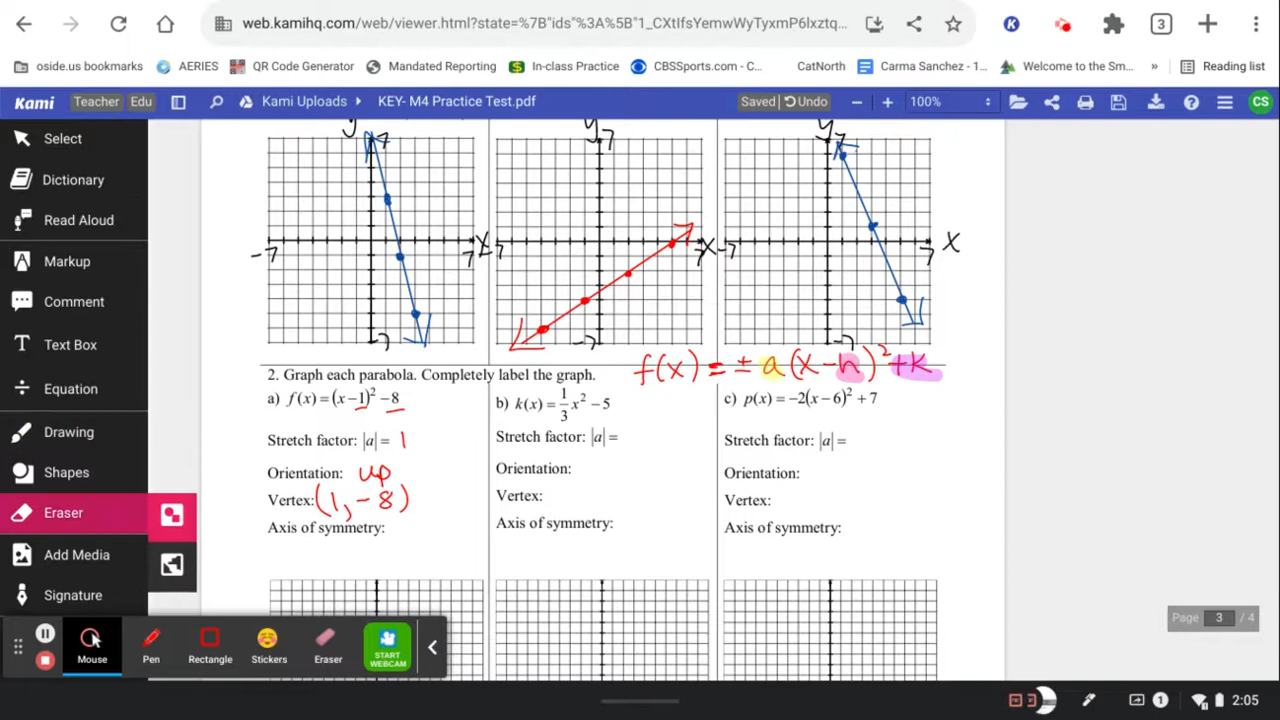 web.kamihq.com/web/viewer.html?state=%7B"ids"%3A%5B"1_CXtIfsYemwWyTyxmP6lxztq...
3
oside.us bookmarks
AERIES
QR Code Generator
Mandated Reporting
In-class Practice
CBSSports.com - C...
CatNorth
Carma Sanchez - 1...
Welcome to the Sm...
»
Reading list
Kami
Teacher
Edu
Kami Uploads
KEY- M4 Practice Test.pdf
Saved
Undo
100%
CS
Select
Dictionary
Read Aloud
Markup
Comment
Text Box
Equation
Drawing
Shapes
Eraser
Add Media
Signature
y
7
-7
7
x
-7
y
7
-7
7
x
-7
y
7
-7
7
x
-7
f(x) = ± a(x-h)² +k
2. Graph each parabola. Completely label the graph.
a) f(x) = (x−1)² −8
Stretch factor: |a| = 1
Orientation: up
Vertex: (1, -8)
Axis of symmetry:
b) k(x) = 1/3 x² − 5
Stretch factor: |a| =
Orientation:
Vertex:
Axis of symmetry:
c) p(x) = −2(x−6)² + 7
Stretch factor: |a| =
Orientation:
Vertex:
Axis of symmetry:
Page 3 / 4
Mouse
Pen
Rectangle
Stickers
Eraser
START WEBCAM
1
2:05